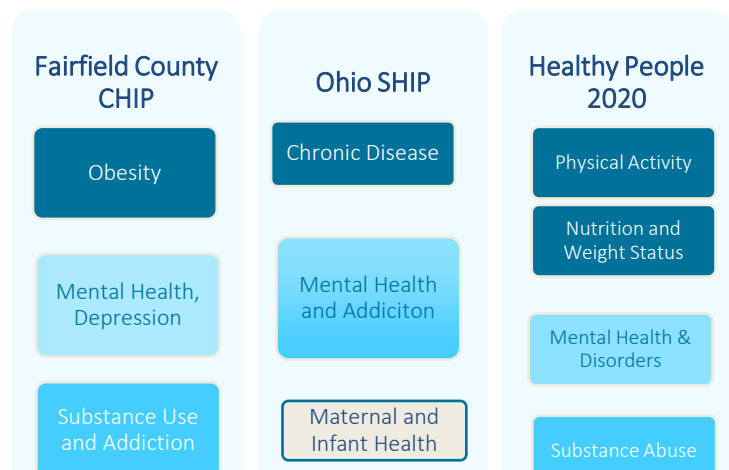 Fairfield County
CHIP
Obesity
Mental Health,
Depression
Substance Use
and Addiction
Ohio SHIP
Chronic Disease
Mental Health
and Addiciton
Maternal and
Infant Health
Healthy People
2020
Physical Activity
Nutrition and
Weight Status
Mental Health &
Disorders
Substance Abuse